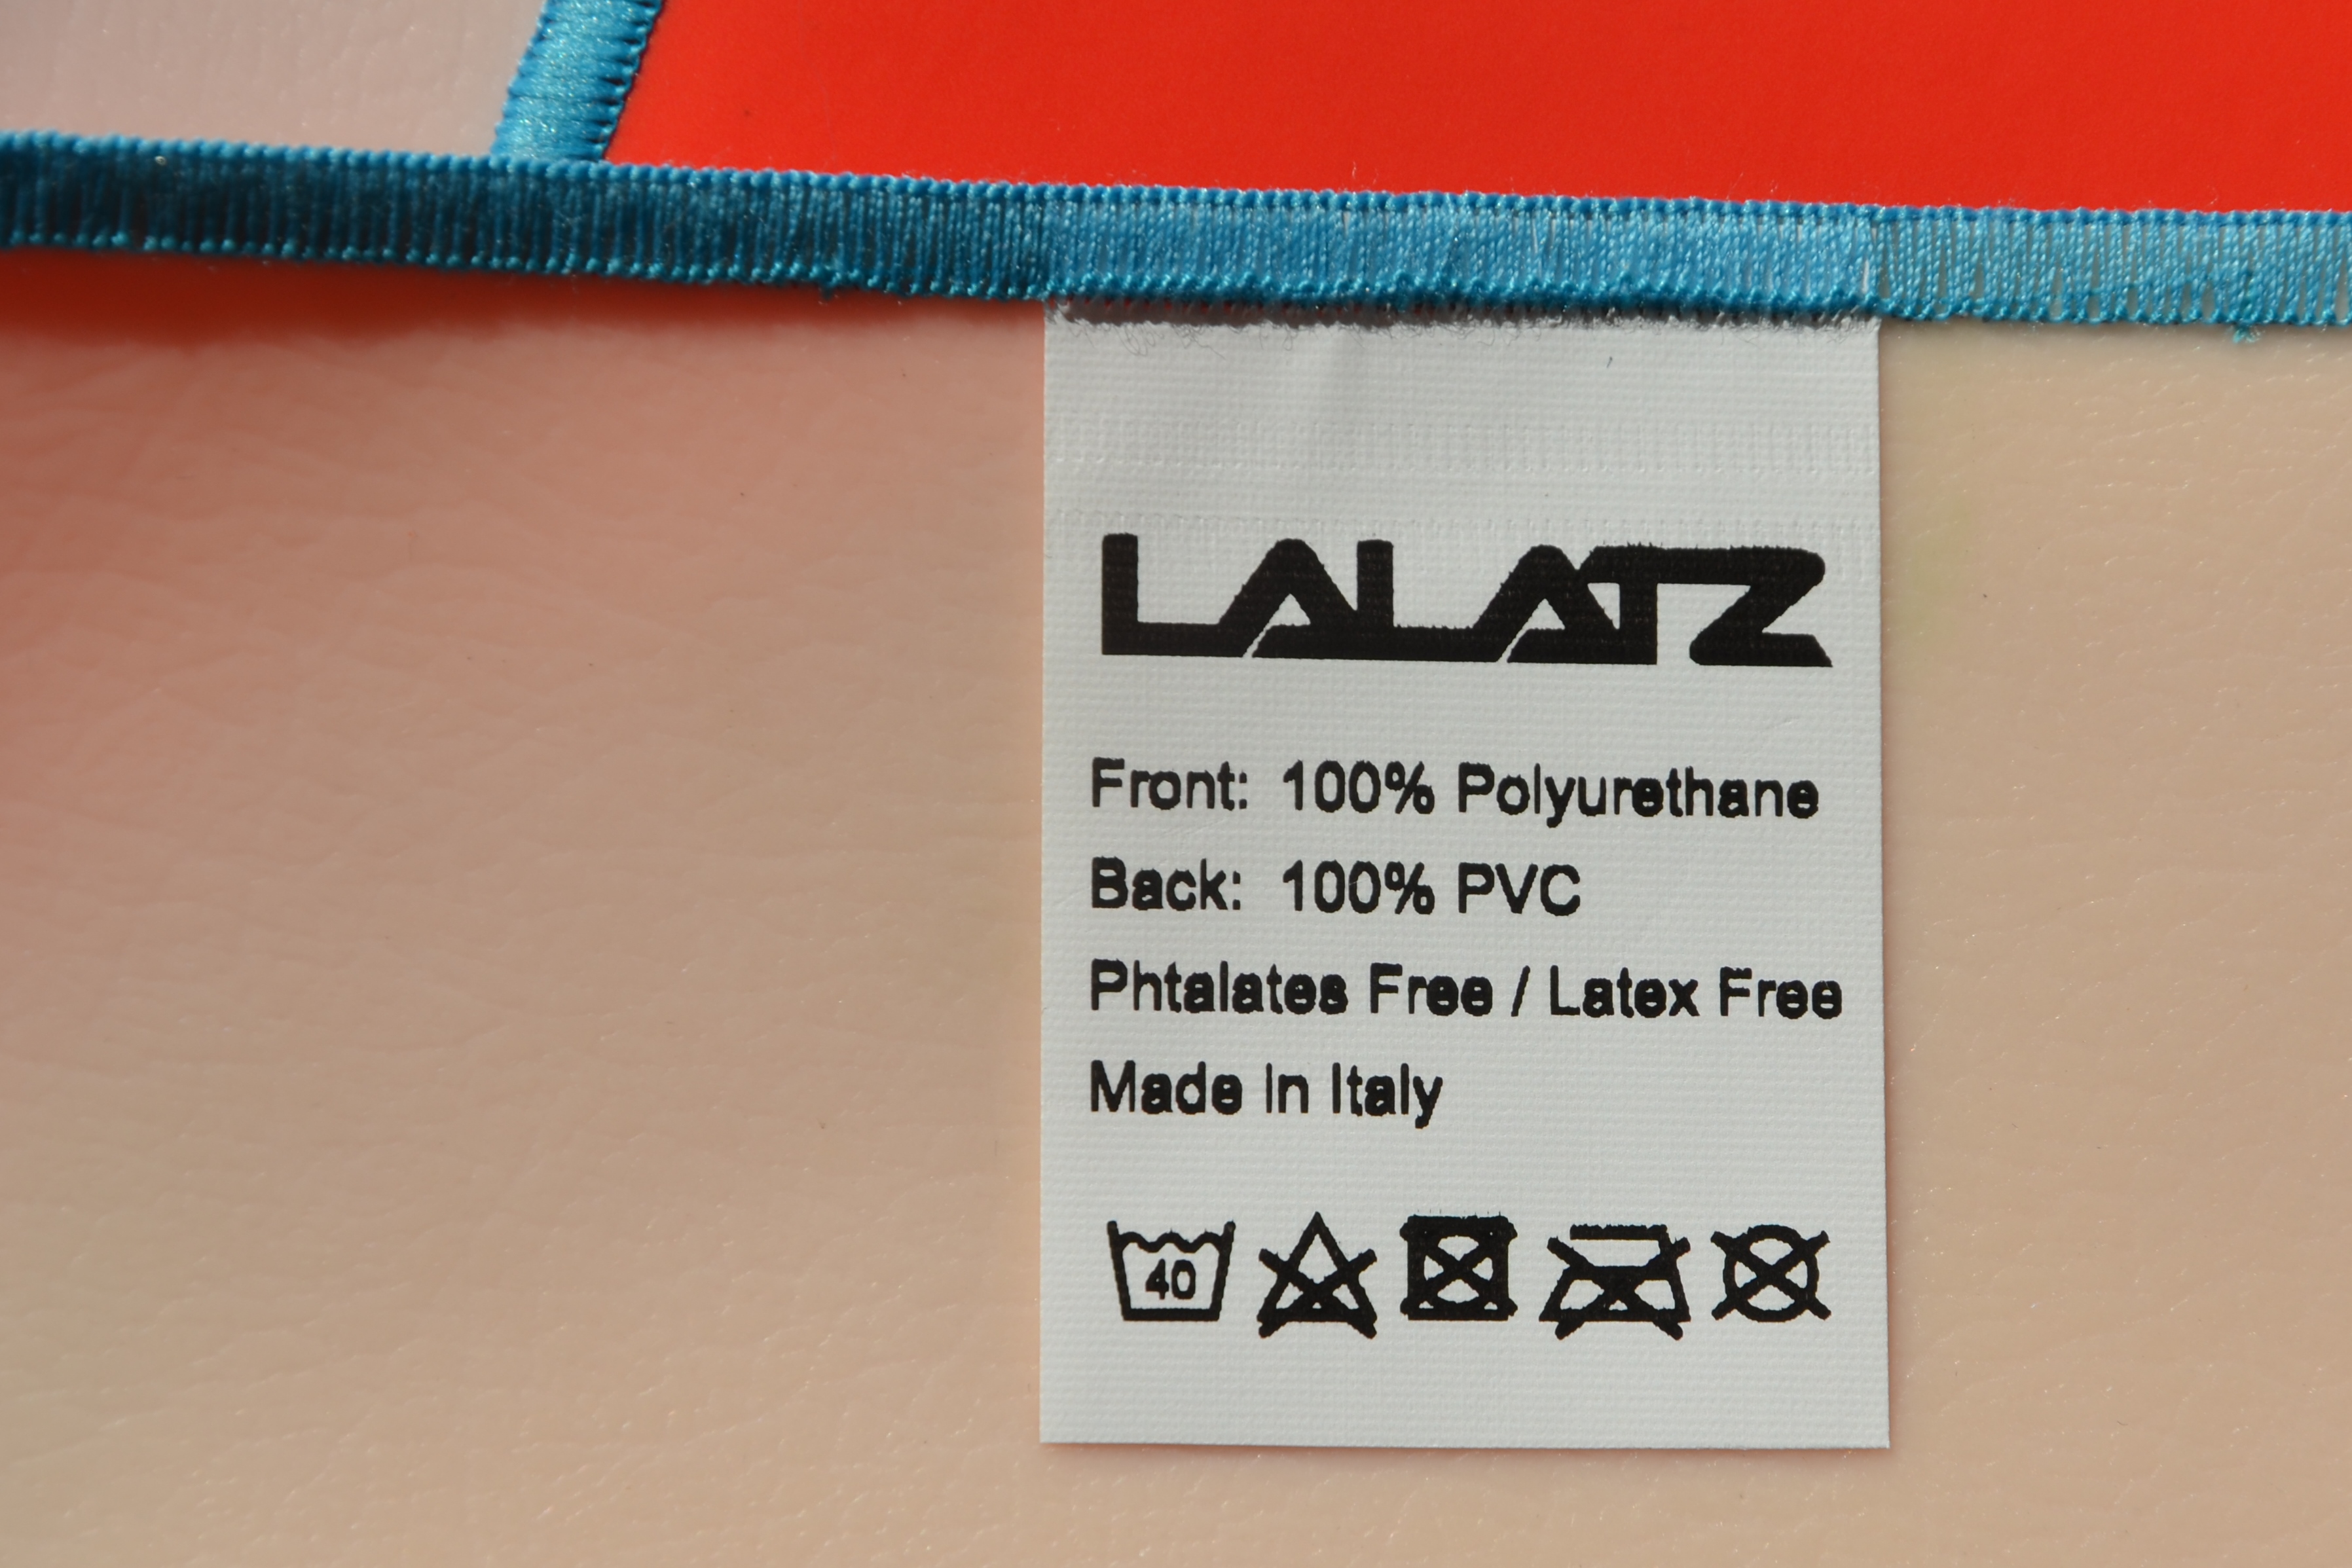 LALATZ
Front: 100% Polyurethane
Back: 100% PVC
Phtalates Free / Latex Free
Made in Italy
40